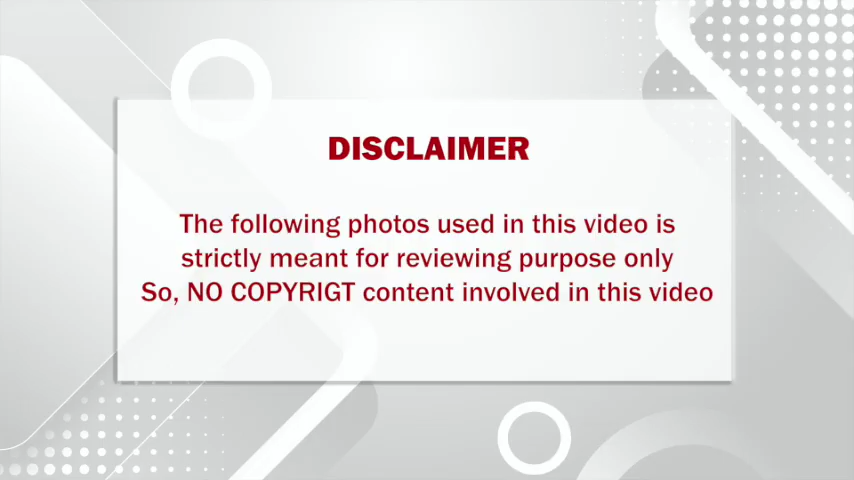 DISCLAIMER
The following photos used in this video is
strictly meant for reviewing purpose only
So, NO COPYRIGT content involved in this video